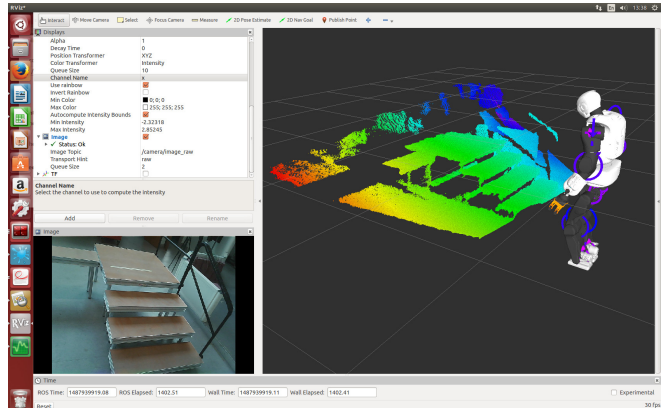 RViz*
En
13:38
Interact Move Camera Select Focus Camera Measure 2D Pose Estimate 2D Nav Goal Publish Point
Displays
Alpha 1
Decay Time 0
Position Transformer XYZ
Color Transformer Intensity
Queue Size 10
Channel Name x
Use rainbow
Invert Rainbow
Min Color 0; 0; 0
Max Color 255; 255; 255
Autocompute Intensity Bounds
Min Intensity -2.32318
Max Intensity 2.85245
Image
Status: Ok
Image Topic /camera/image_raw
Transport Hint raw
Queue Size 2
TF
Channel Name
Select the channel to use to compute the intensity
Add Remove Rename
Image
Time
ROS Time: 1487939919.08 ROS Elapsed: 1402.51 Wall Time: 1487939919.11 Wall Elapsed: 1402.41 Experimental
Reset 30 fps